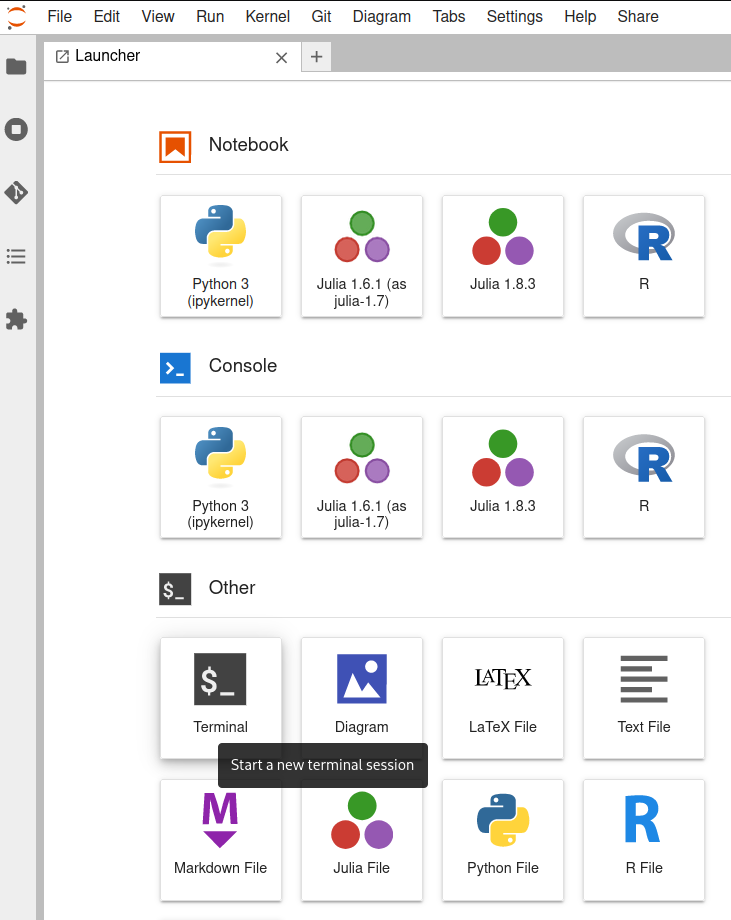 File Edit View Run Kernel Git Diagram Tabs Settings Help Share
Launcher
Notebook
Python 3
(ipykernel)
Julia 1.6.1 (as
julia-1.7)
Julia 1.8.3
R
Console
Python 3
(ipykernel)
Julia 1.6.1 (as
julia-1.7)
Julia 1.8.3
R
Other
$_
Terminal
Diagram
LATEX
LaTeX File
Text File
Start a new terminal session
M
Markdown File
Julia File
Python File
R
R File